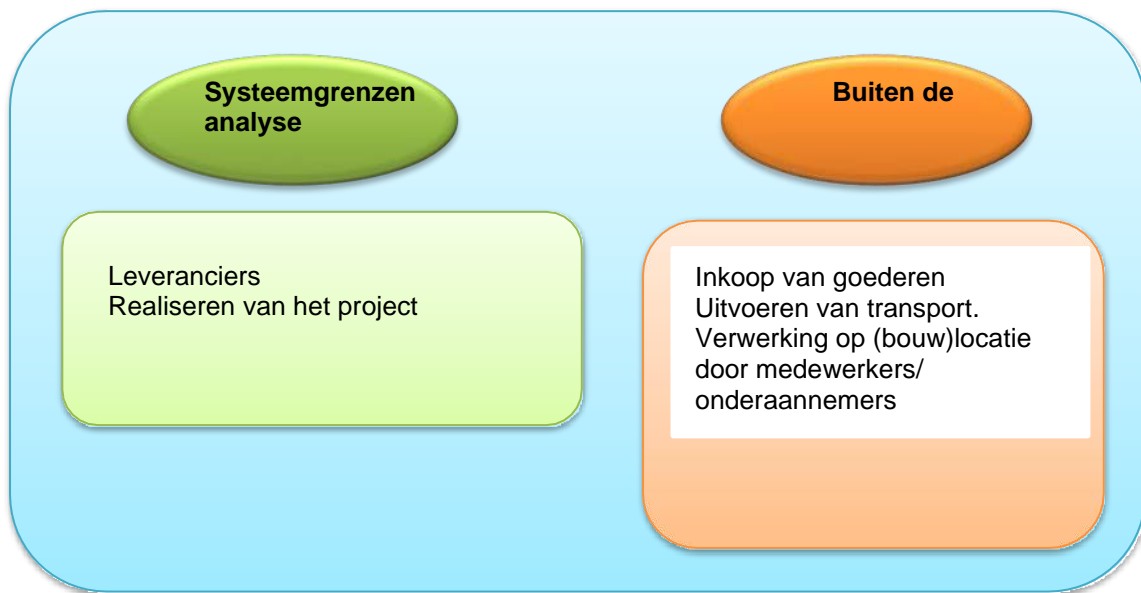 Systeemgrenzen
analyse
Buiten de
Leveranciers
Realiseren van het project
Inkoop van goederen
Uitvoeren van transport.
Verwerking op (bouw)locatie
door medewerkers/
onderaannemers